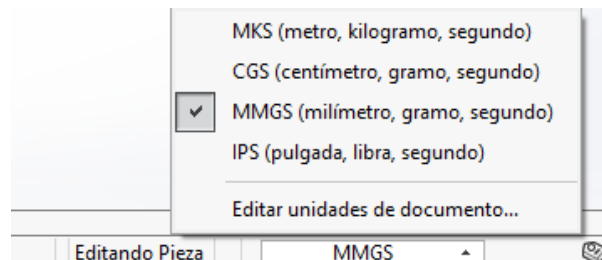 MKS (metro, kilogramo, segundo)
CGS (centímetro, gramo, segundo)
MMGS (milímetro, gramo, segundo)
IPS (pulgada, libra, segundo)
Editar unidades de documento...
Editando Pieza MMGS